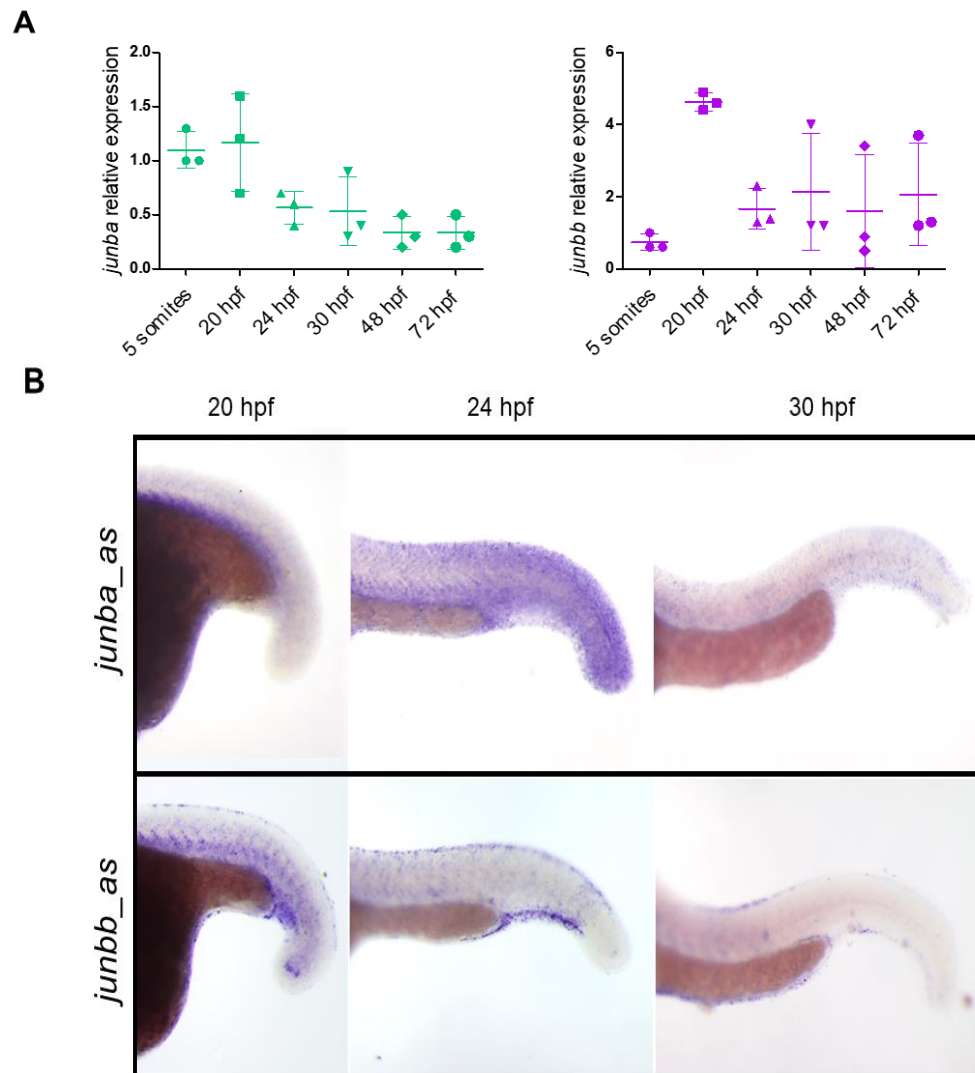 A
junba relative expression
2.0
1.5
1.0
0.5
0.0
5 somites
20 hpf
24 hpf
30 hpf
48 hpf
72 hpf
junbb relative expression
6
4
2
0
5 somites
20 hpf
24 hpf
30 hpf
48 hpf
72 hpf
B
20 hpf
24 hpf
30 hpf
junba_as
junbb_as